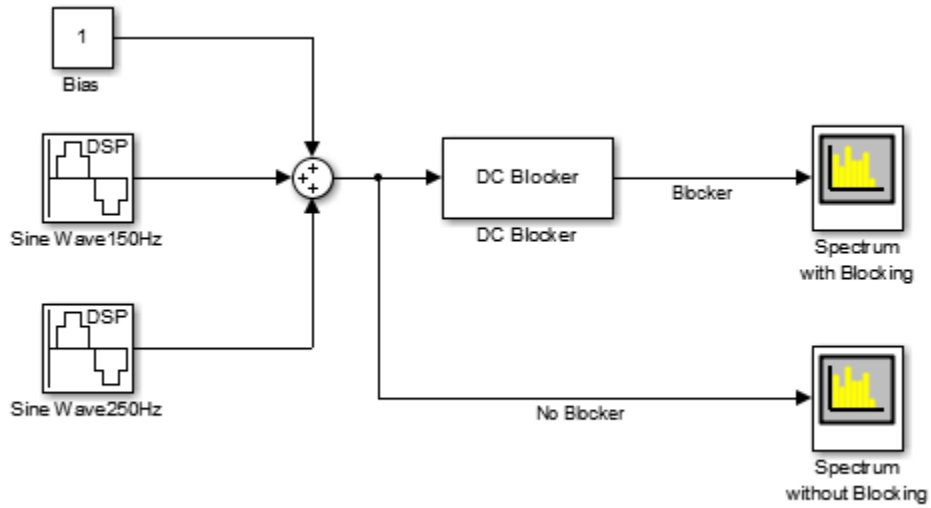 1
Bias
DSP
Sine Wave150Hz
DC Blocker
DC Blocker
Blocker
Spectrum
with Blocking
DSP
Sine Wave250Hz
No Blocker
Spectrum
without Blocking